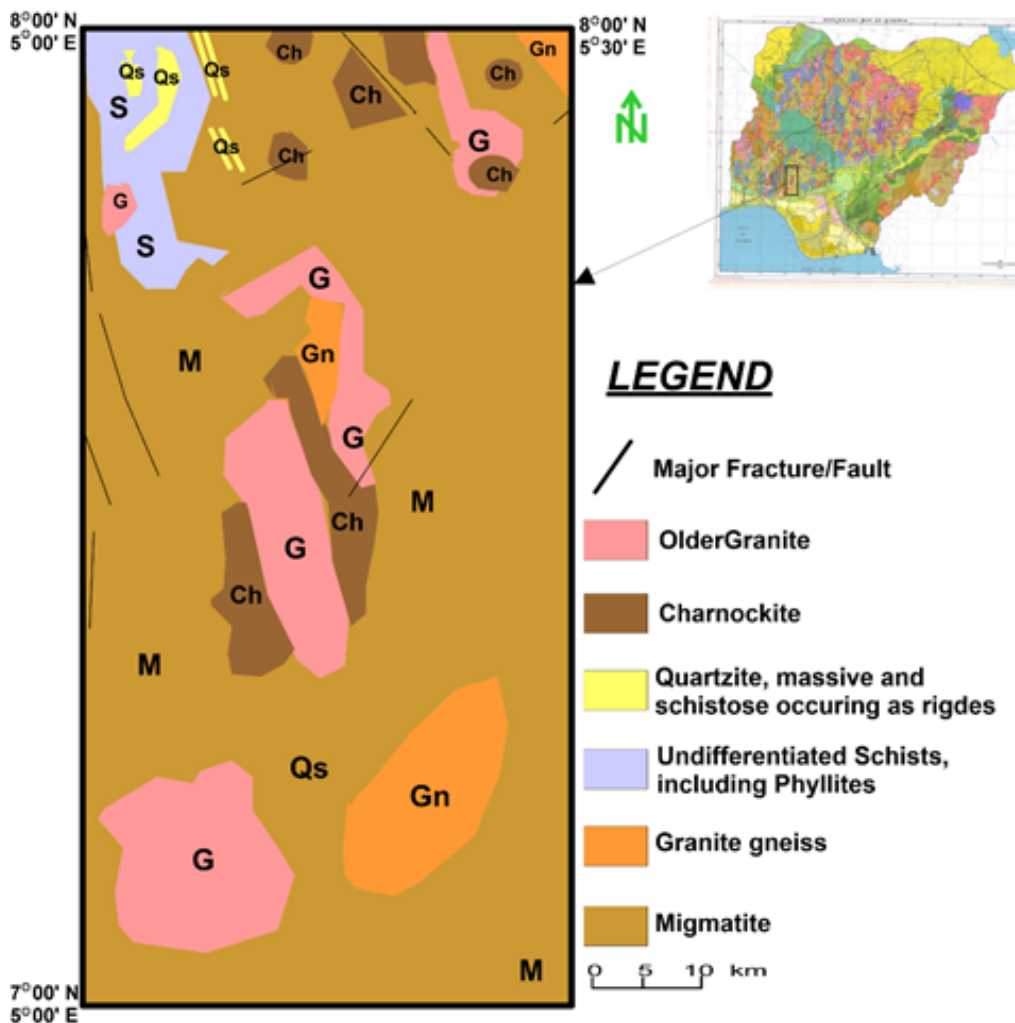 8°00' N
5°00' E
8°00' N
5°30' E
Ch
Gn
Qs
Qs
Qs
Ch
Ch
S
G
Qs
Ch
Ch
G
S
G
M
Gn
G
M
Ch
G
Ch
M
Qs
Gn
G
M
7°00' N
5°00' E
N
LEGEND
Major Fracture/Fault
OlderGranite
Charnockite
Quartzite, massive and
schistose occuring as rigdes
Undifferentiated Schists,
including Phyllites
Granite gneiss
Migmatite
0 5 10 km